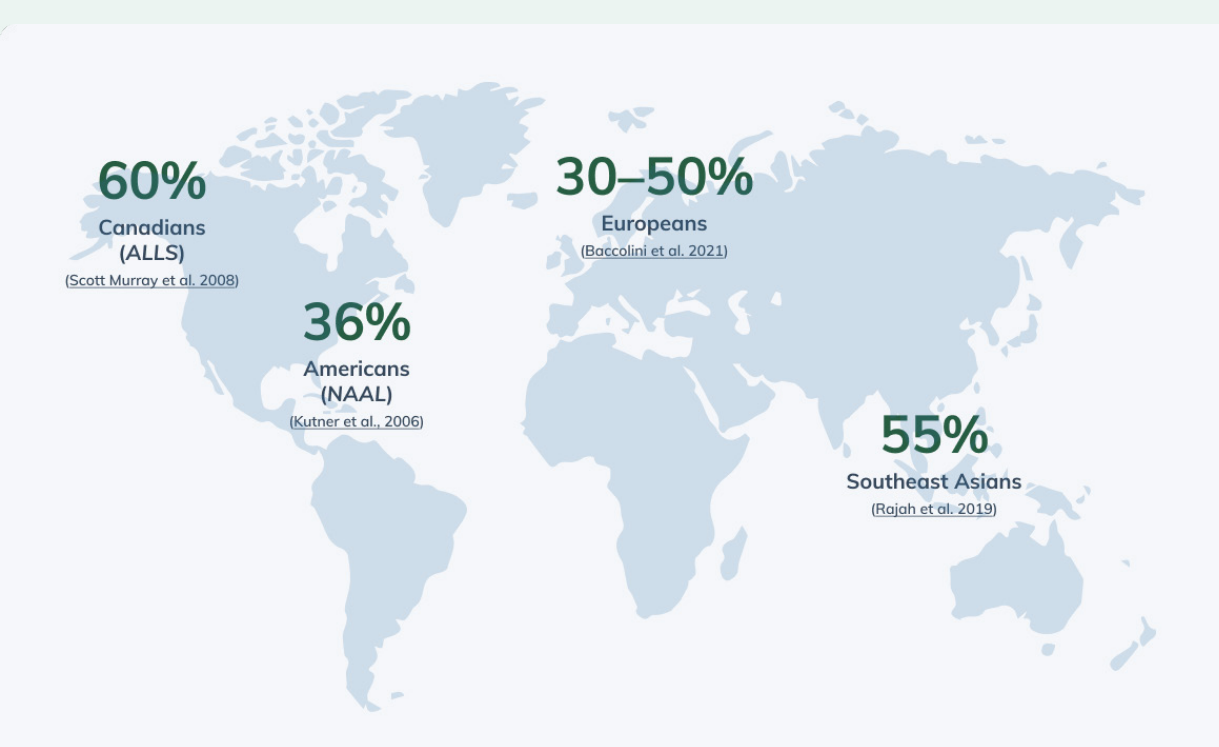 60%
Canadians
(ALLS)
(Scott Murray et al. 2008)
30–50%
Europeans
(Baccolini et al. 2021)
36%
Americans
(NAAL)
(Kutner et al., 2006)
55%
Southeast Asians
(Rajah et al. 2019)